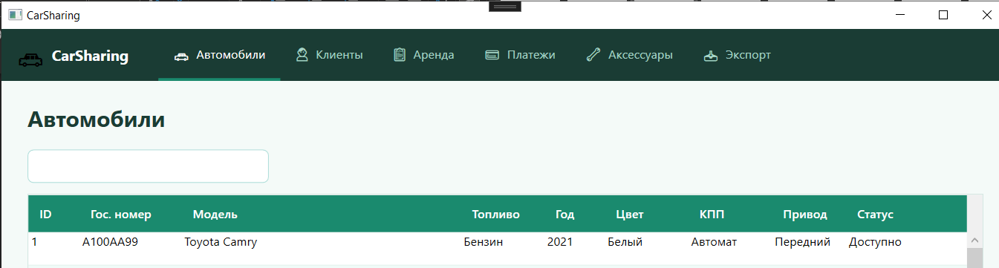 CarSharing
CarSharing Автомобили Клиенты Аренда Платежи Аксессуары Экспорт
Автомобили
ID Гос. номер Модель Топливо Год Цвет КПП Привод Статус
1 A100AA99 Toyota Camry Бензин 2021 Белый Автомат Передний Доступно